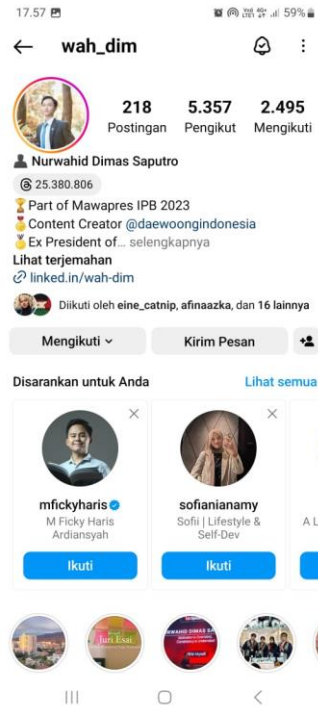 17.57 59%
wah_dim
218 5.357 2.495
Postingan Pengikut Mengikuti
Nurwahid Dimas Saputro
25.380.806
Part of Mawapres IPB 2023
Content Creator @daewoongindonesia
Ex President of... selengkapnya
Lihat terjemahan
linked.in/wah-dim
Diikuti oleh eine_catnip, afinaazka, dan 16 lainnya
Mengikuti Kirim Pesan
Disarankan untuk Anda Lihat semua
mfickyharis sofianianamy
M Ficky Haris Ardiansyah
Sofii | Lifestyle & Self-Dev
A L
Ikuti Ikuti
Juri Esai